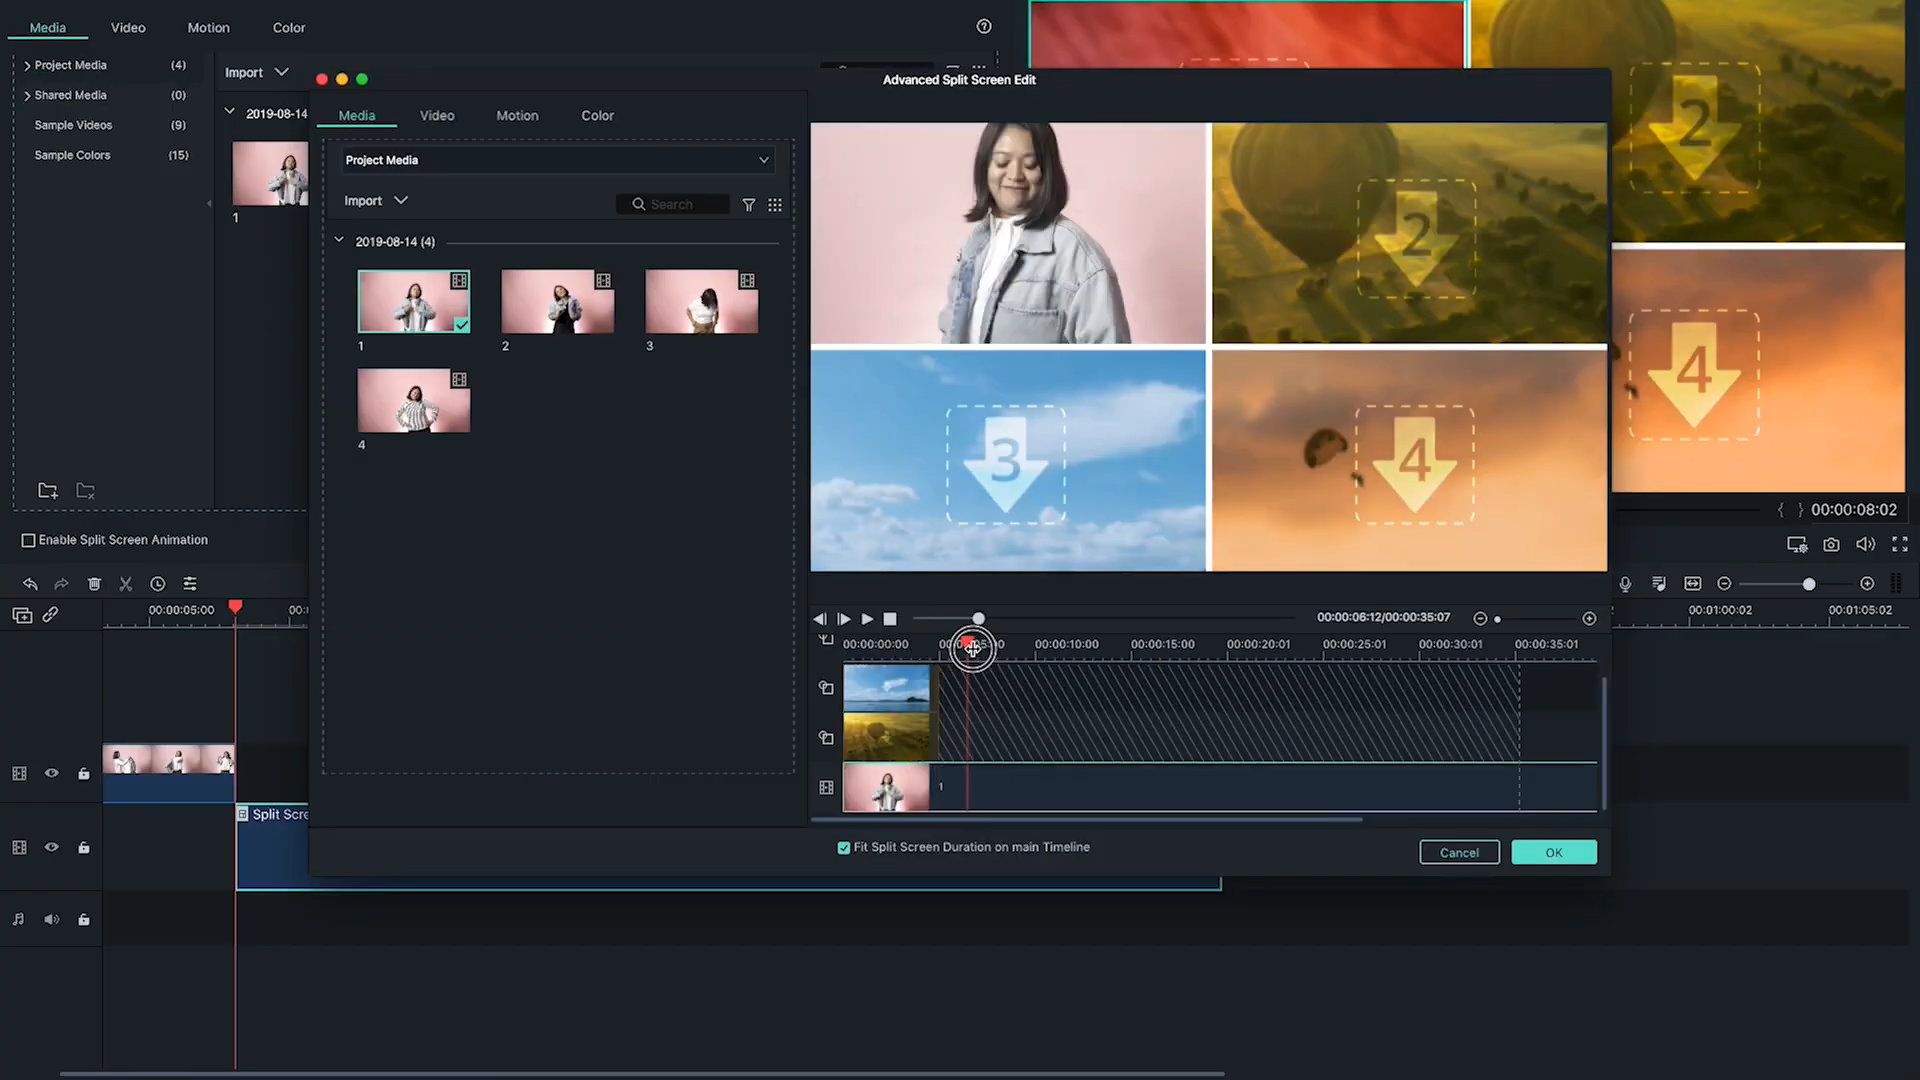 Media
Video
Motion
Color
Project Media
(4)
Shared Media
(0)
Sample Videos
(9)
Sample Colors
(15)
Import
2019-08-14
1
Enable Split Screen Animation
Advanced Split Screen Edit
Media
Video
Motion
Color
Project Media
Import
Search
2019-08-14 (4)
1
2
3
4
2
3
4
2
4
{ }
00:00:08:02
00:00:06:12/00:00:35:07
00:00:00:00
00:00:10:00
00:00:15:00
00:00:20:01
00:00:25:01
00:00:30:01
00:00:35:01
1
Fit Split Screen Duration on main Timeline
Cancel
OK
00:00:05:00
00:01:00:02
00:01:05:02
Split Scre